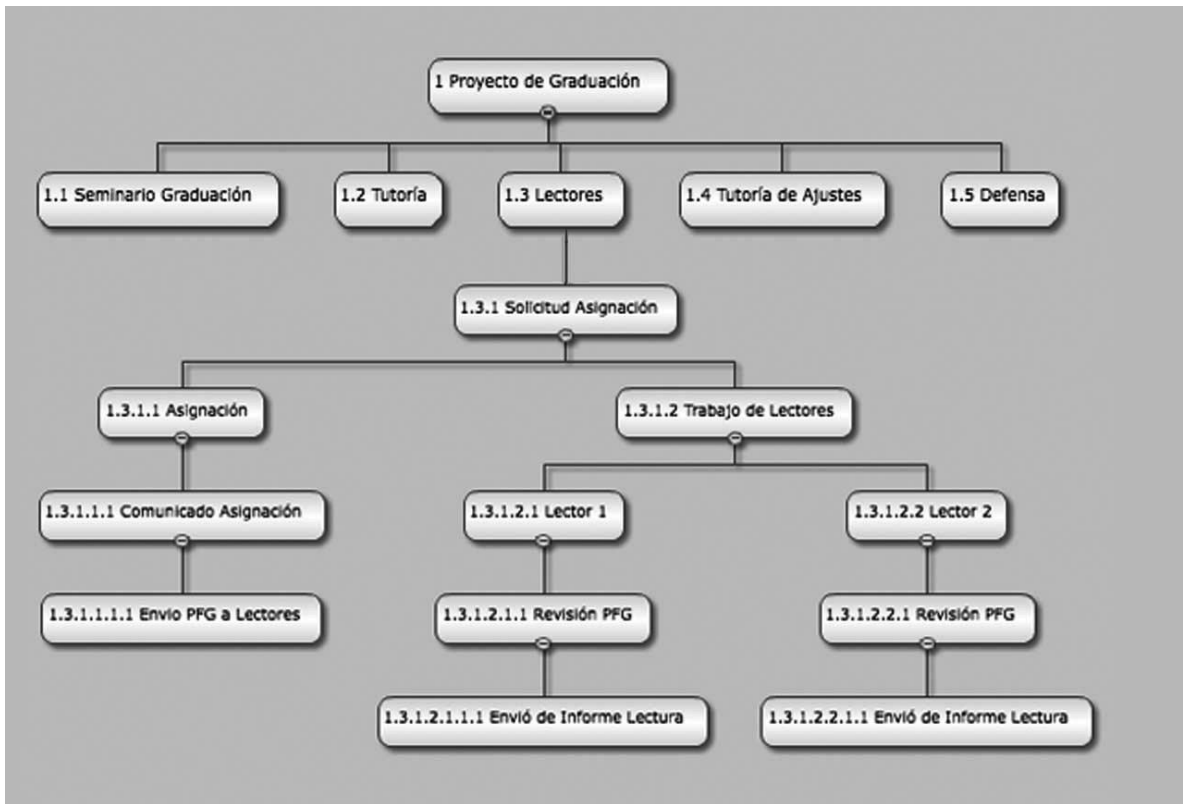 1 Proyecto de Graduación
1.1 Seminario Graduación
1.2 Tutoría
1.3 Lectores
1.4 Tutoría de Ajustes
1.5 Defensa
1.3.1 Solicitud Asignación
1.3.1.1 Asignación
1.3.1.2 Trabajo de Lectores
1.3.1.1.1 Comunicado Asignación
1.3.1.2.1 Lector 1
1.3.1.2.2 Lector 2
1.3.1.1.1.1 Envio PFG a Lectores
1.3.1.2.1.1 Revisión PFG
1.3.1.2.2.1 Revisión PFG
1.3.1.2.1.1.1 Envió de Informe Lectura
1.3.1.2.2.1.1 Envió de Informe Lectura